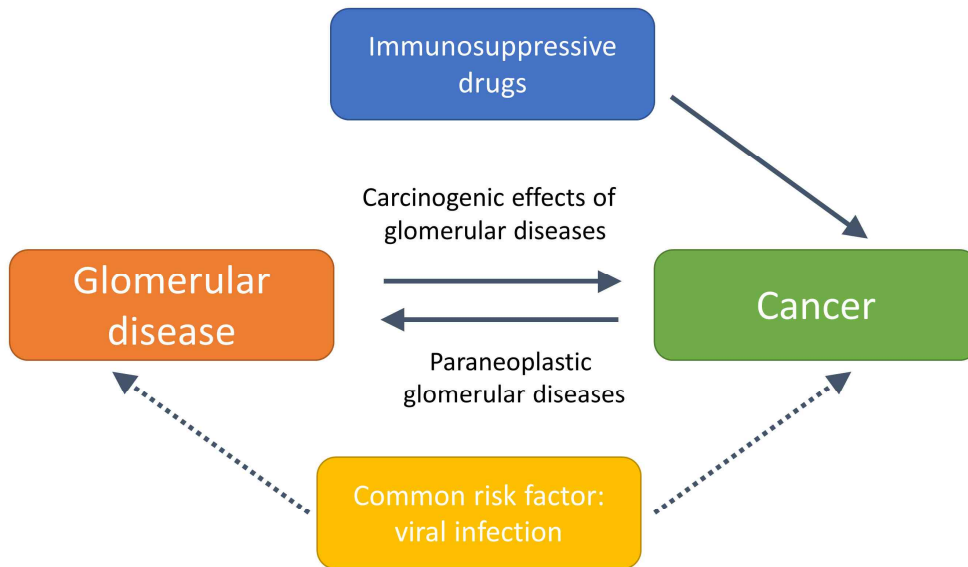 Immunosuppressive
drugs
Carcinogenic effects of
glomerular diseases
Glomerular
disease
Cancer
Paraneoplastic
glomerular diseases
Common risk factor:
viral infection